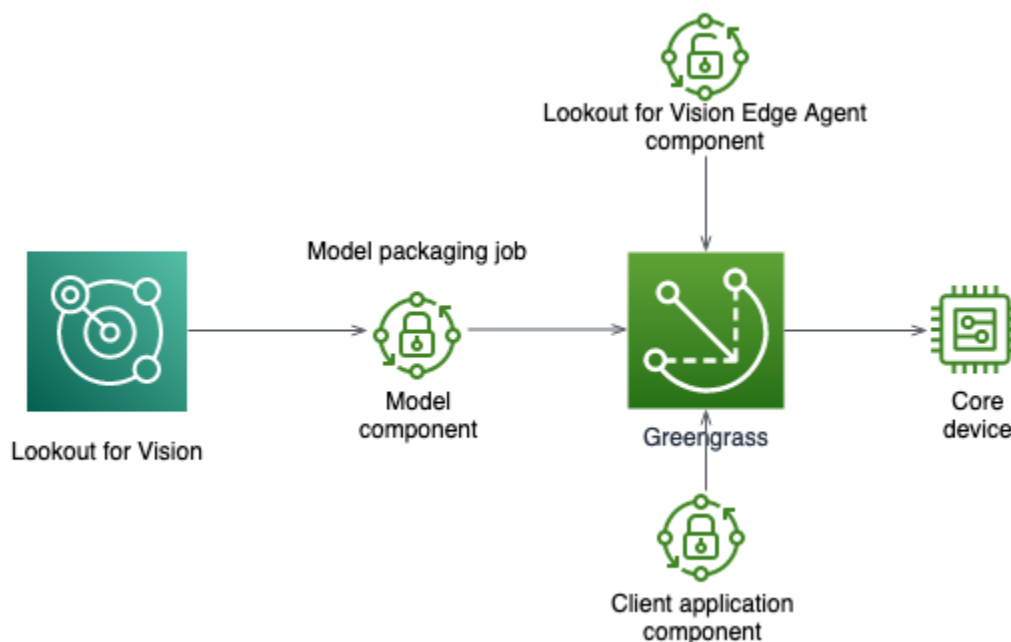 Lookout for Vision Edge Agent
component
Model packaging job
Lookout for Vision
Model
component
Greengrass
Core
device
Client application
component